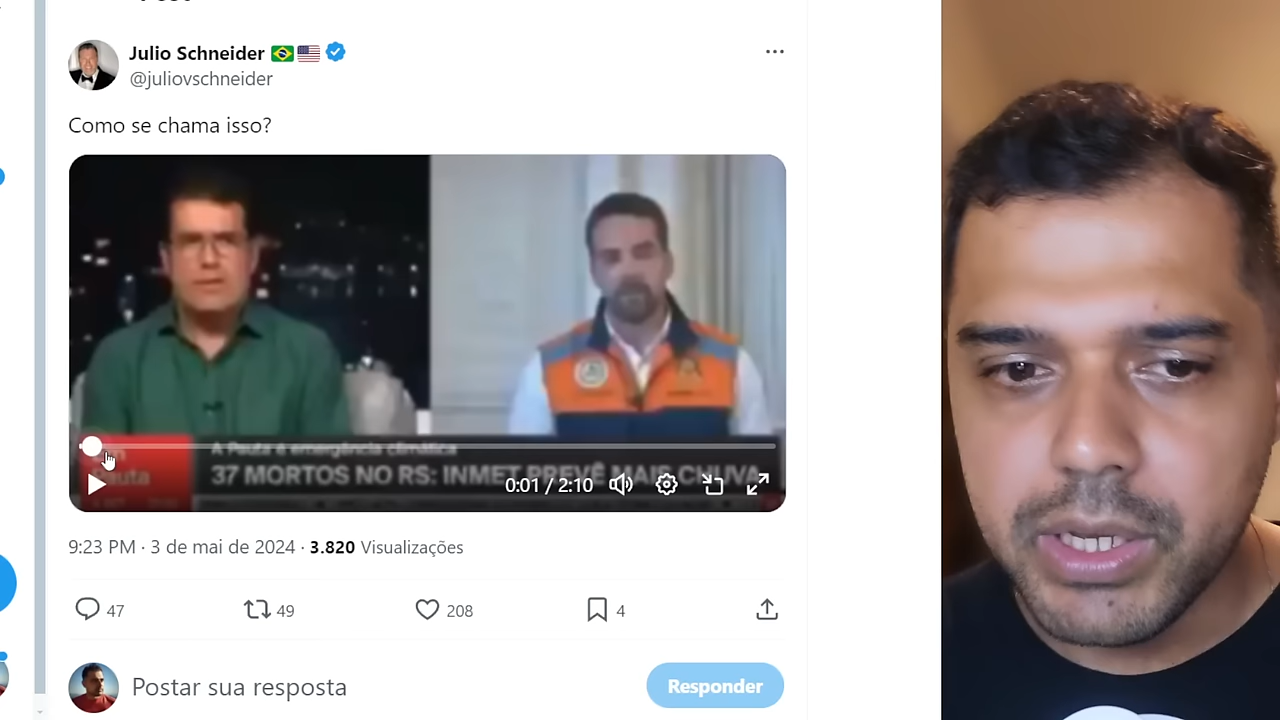 Julio Schneider
@juliovschneider
Como se chama isso?
A Pauta é emergência climática
37 MORTOS NO RS: INMET PREVÊ MAIS CHUVA
Pauta
0:01 / 2:10
9:23 PM · 3 de mai de 2024 · 3.820 Visualizações
47 49 208 4
Postar sua resposta
Responder